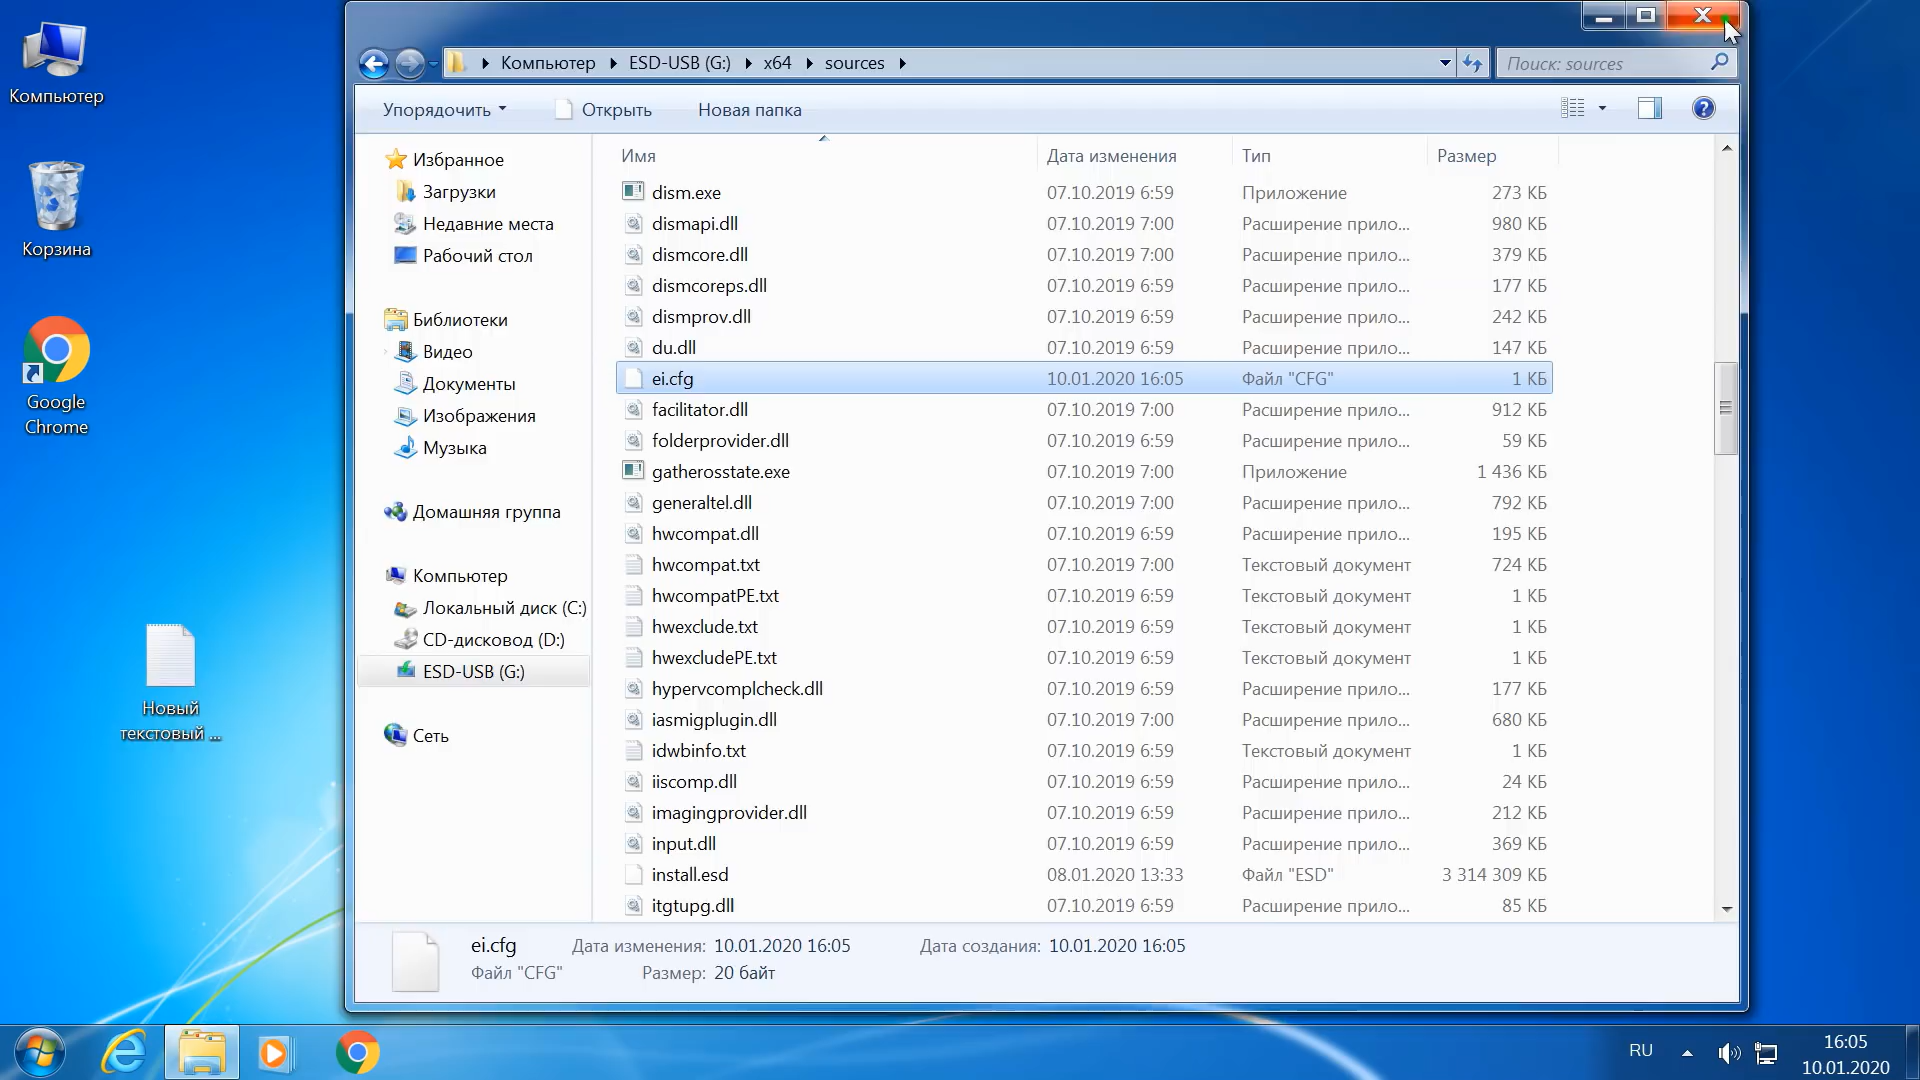 Компьютер
Корзина
Google
Chrome
Новый
текстовый ...
Компьютер
ESD-USB (G:)
x64
sources
Поиск: sources
Упорядочить
Открыть
Новая папка
Избранное
Загрузки
Недавние места
Рабочий стол
Библиотеки
Видео
Документы
Изображения
Музыка
Домашняя группа
Компьютер
Локальный диск (C:)
CD-дисковод (D:)
ESD-USB (G:)
Сеть
Имя Дата изменения Тип Размер
dism.exe 07.10.2019 6:59 Приложение 273 КБ
dismapi.dll 07.10.2019 7:00 Расширение прило... 980 КБ
dismcore.dll 07.10.2019 7:00 Расширение прило... 379 КБ
dismcoreps.dll 07.10.2019 6:59 Расширение прило... 177 КБ
dismprov.dll 07.10.2019 6:59 Расширение прило... 242 КБ
du.dll 07.10.2019 6:59 Расширение прило... 147 КБ
ei.cfg 10.01.2020 16:05 Файл "CFG" 1 КБ
facilitator.dll 07.10.2019 7:00 Расширение прило... 912 КБ
folderprovider.dll 07.10.2019 6:59 Расширение прило... 59 КБ
gatherosstate.exe 07.10.2019 7:00 Приложение 1 436 КБ
generaltel.dll 07.10.2019 7:00 Расширение прило... 792 КБ
hwcompat.dll 07.10.2019 6:59 Расширение прило... 195 КБ
hwcompat.txt 07.10.2019 7:00 Текстовый документ 724 КБ
hwcompatPE.txt 07.10.2019 6:59 Текстовый документ 1 КБ
hwexclude.txt 07.10.2019 6:59 Текстовый документ 1 КБ
hwexcludePE.txt 07.10.2019 6:59 Текстовый документ 1 КБ
hypervcomplcheck.dll 07.10.2019 6:59 Расширение прило... 177 КБ
iasmigplugin.dll 07.10.2019 7:00 Расширение прило... 680 КБ
idwbinfo.txt 07.10.2019 6:59 Текстовый документ 1 КБ
iiscomp.dll 07.10.2019 6:59 Расширение прило... 24 КБ
imagingprovider.dll 07.10.2019 6:59 Расширение прило... 212 КБ
input.dll 07.10.2019 6:59 Расширение прило... 369 КБ
install.esd 08.01.2020 13:33 Файл "ESD" 3 314 309 КБ
itgtupg.dll 07.10.2019 6:59 Расширение прило... 85 КБ
ei.cfg Дата изменения: 10.01.2020 16:05 Дата создания: 10.01.2020 16:05
Файл "CFG" Размер: 20 байт
RU
16:05
10.01.2020